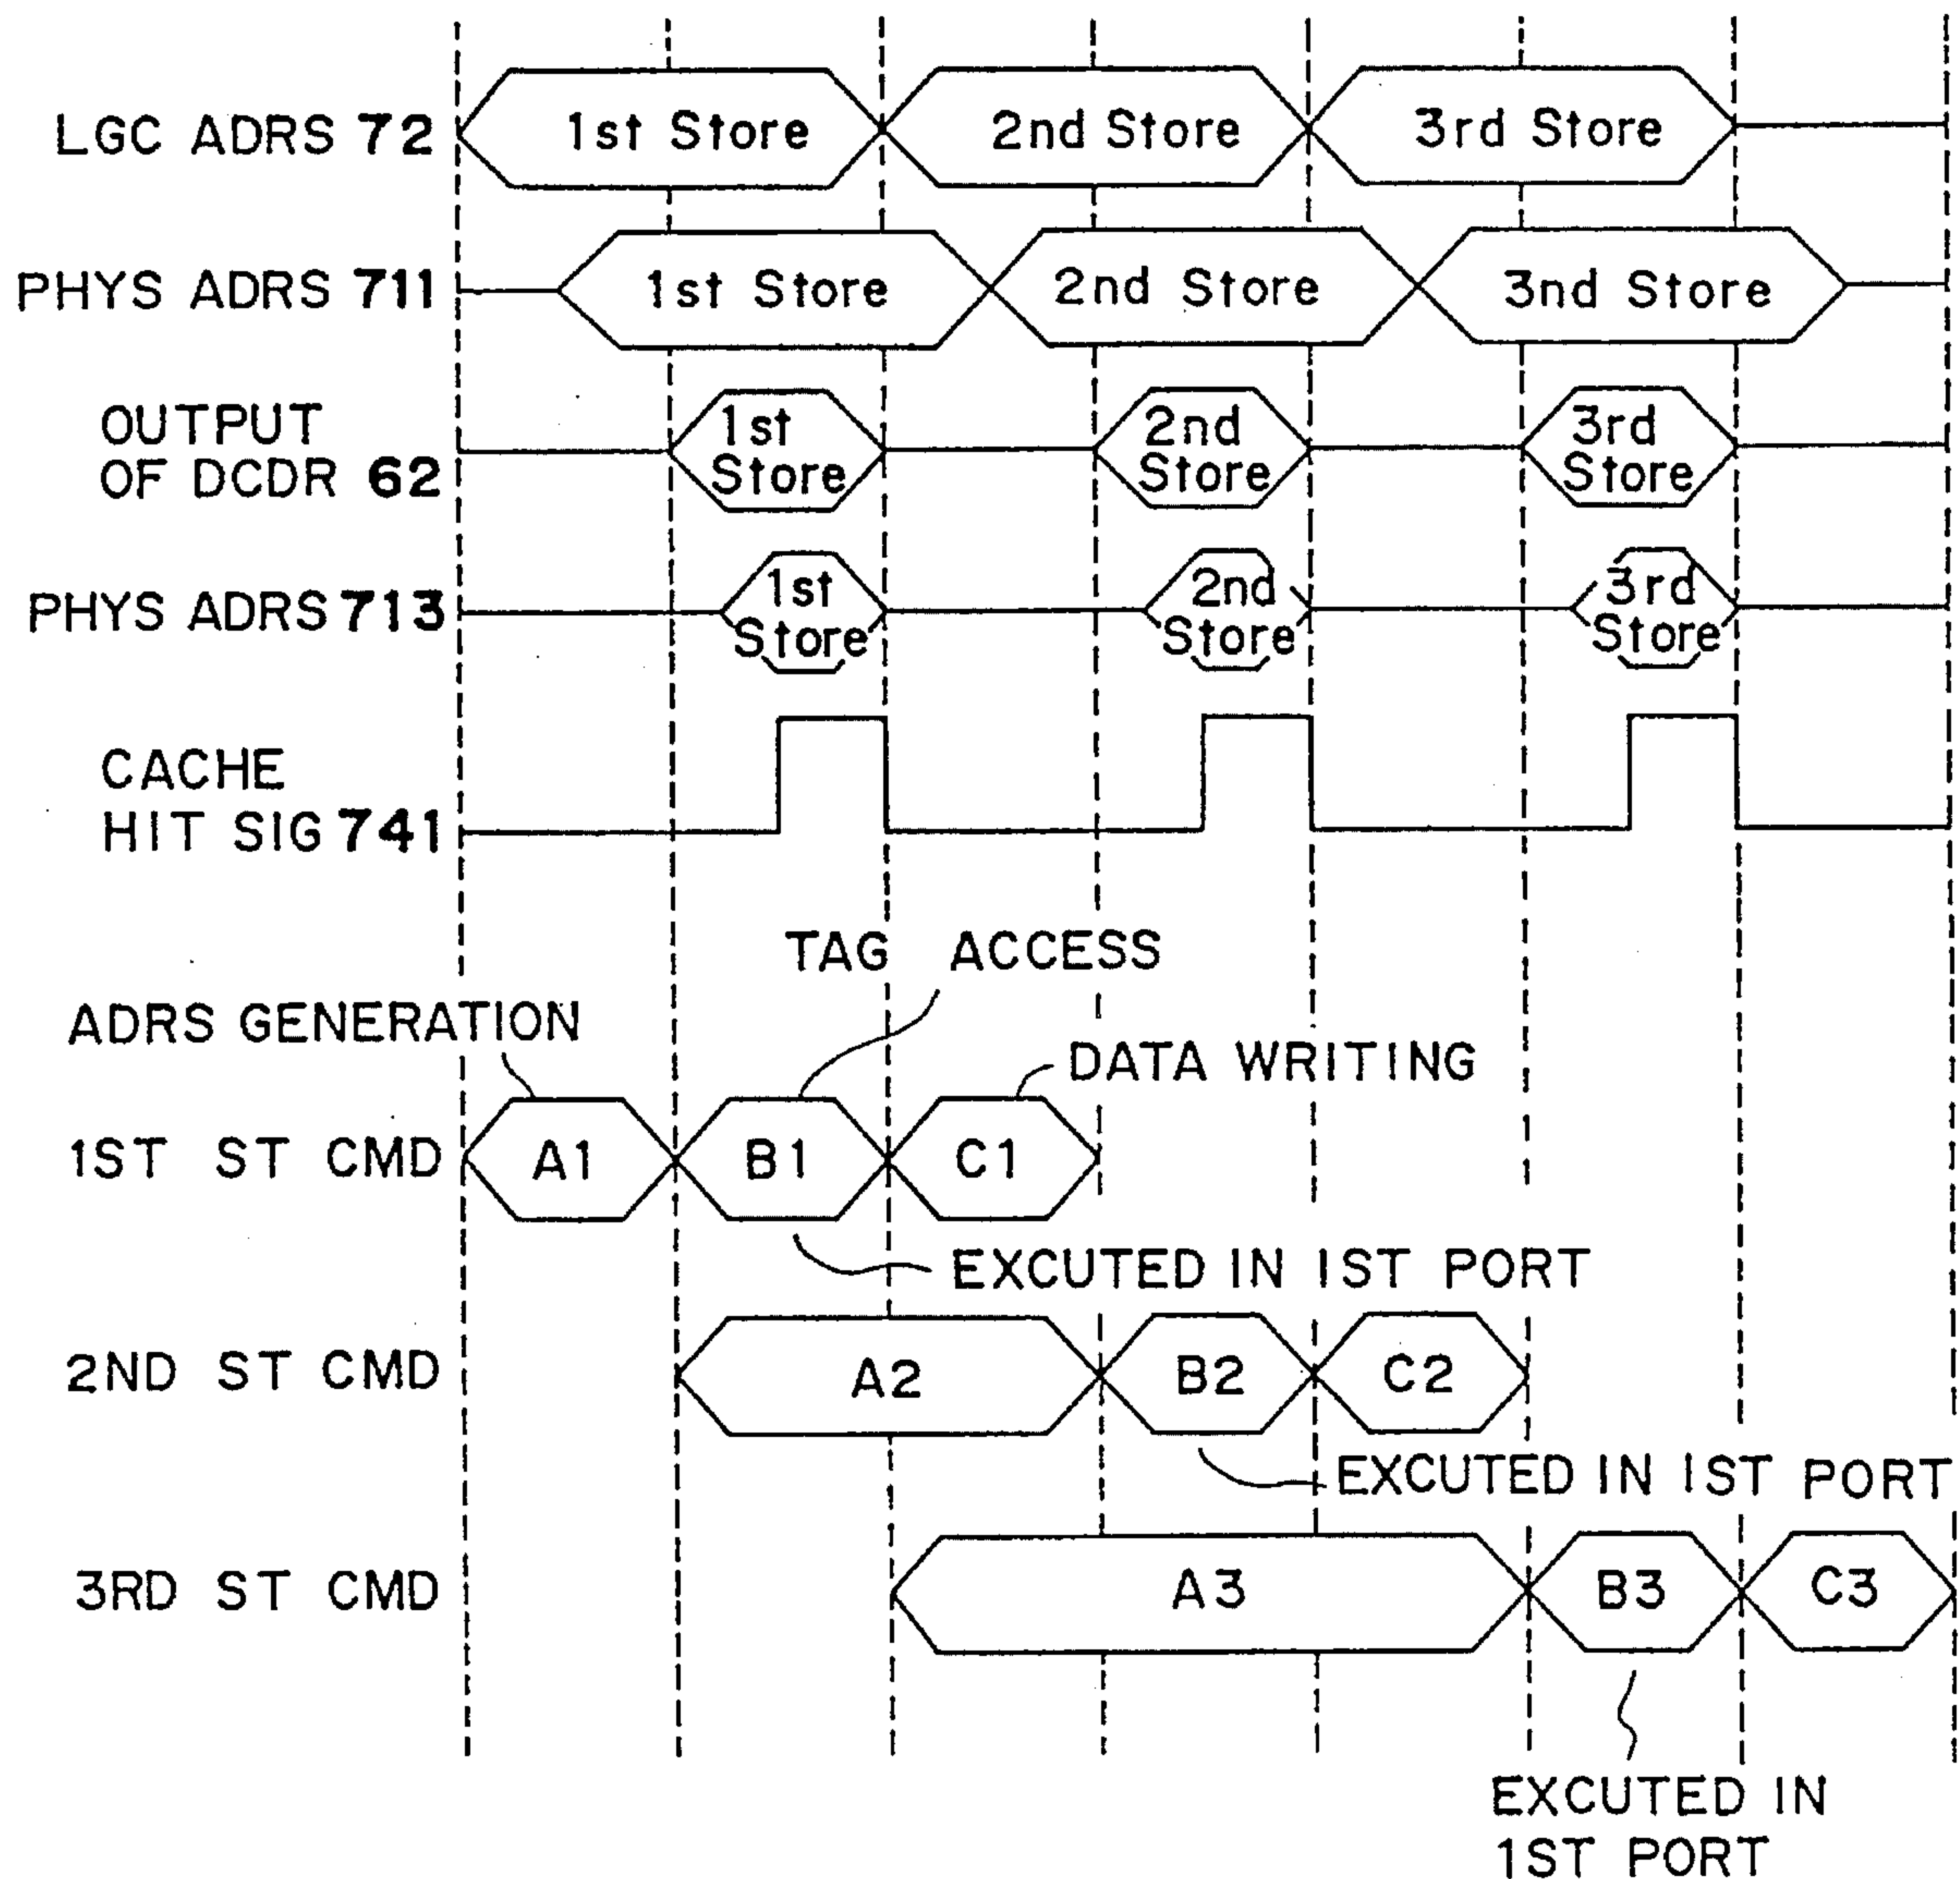 LGC ADRS 72 1st Store 2nd Store 3rd Store
PHYS ADRS 711 1st Store 2nd Store 3nd Store
OUTPUT
OF DCDR 62
1st
Store
2nd
Store
3rd
Store
PHYS ADRS 713
1st
Store
2nd
Store
3rd
Store
CACHE
HIT SIG 741
TAG ACCESS
ADRS GENERATION
DATA WRITING
1ST ST CMD A1 B1 C1
EXCUTED IN 1ST PORT
2ND ST CMD A2 B2 C2
EXCUTED IN 1ST PORT
3RD ST CMD A3 B3 C3
EXCUTED IN
1ST PORT